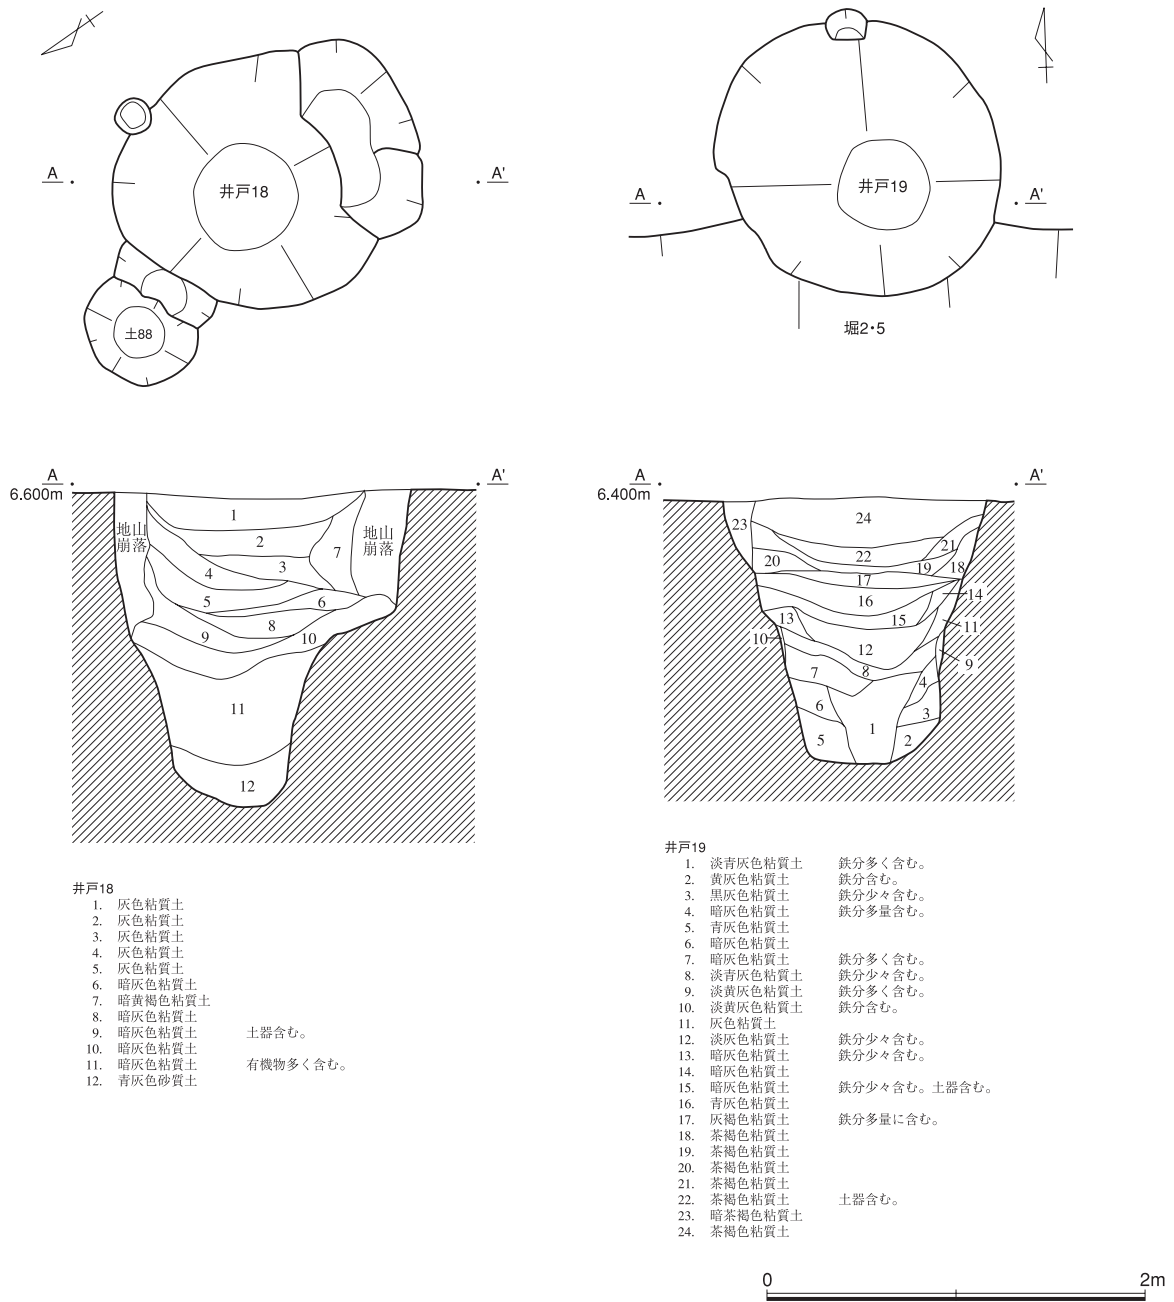 井戸18
A
A'
土88
井戸19
A
A'
堀2・5
A
A'
6.600m
地山
崩落
地山
崩落
1
2
3
4
5
6
7
8
9
10
11
12
A
A'
6.400m
23
24
22
21
20
19
18
17
16
14
15
13
11
10
12
9
8
7
4
6
3
1
5
2
井戸18
1. 灰色粘質土
2. 灰色粘質土
3. 灰色粘質土
4. 灰色粘質土
5. 灰色粘質土
6. 暗灰色粘質土
7. 暗黄褐色粘質土
8. 暗灰色粘質土
9. 暗灰色粘質土 土器含む。
10. 暗灰色粘質土
11. 暗灰色粘質土 有機物多く含む。
12. 青灰色砂質土
井戸19
1. 淡青灰色粘質土 鉄分多く含む。
2. 黄灰色粘質土 鉄分含む。
3. 黒灰色粘質土 鉄分少々含む。
4. 暗灰色粘質土 鉄分多量含む。
5. 青灰色粘質土
6. 暗灰色粘質土
7. 暗灰色粘質土 鉄分多く含む。
8. 淡青灰色粘質土 鉄分少々含む。
9. 淡黄灰色粘質土 鉄分多く含む。
10. 淡黄灰色粘質土 鉄分含む。
11. 灰色粘質土
12. 淡灰色粘質土 鉄分少々含む。
13. 暗灰色粘質土 鉄分少々含む。
14. 暗灰色粘質土
15. 暗灰色粘質土 鉄分少々含む。土器含む。
16. 青灰色粘質土
17. 灰褐色粘質土 鉄分多量に含む。
18. 茶褐色粘質土
19. 茶褐色粘質土
20. 茶褐色粘質土
21. 茶褐色粘質土
22. 茶褐色粘質土 土器含む。
23. 暗茶褐色粘質土
24. 茶褐色粘質土
0 2m